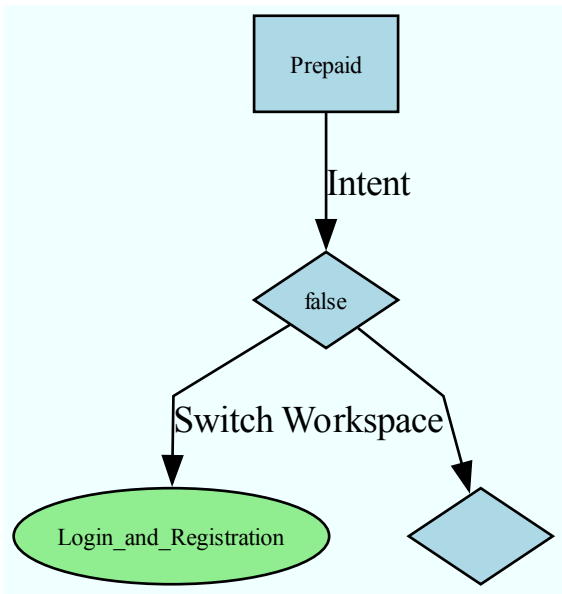 Prepaid
Intent
false
Switch Workspace
Login_and_Registration